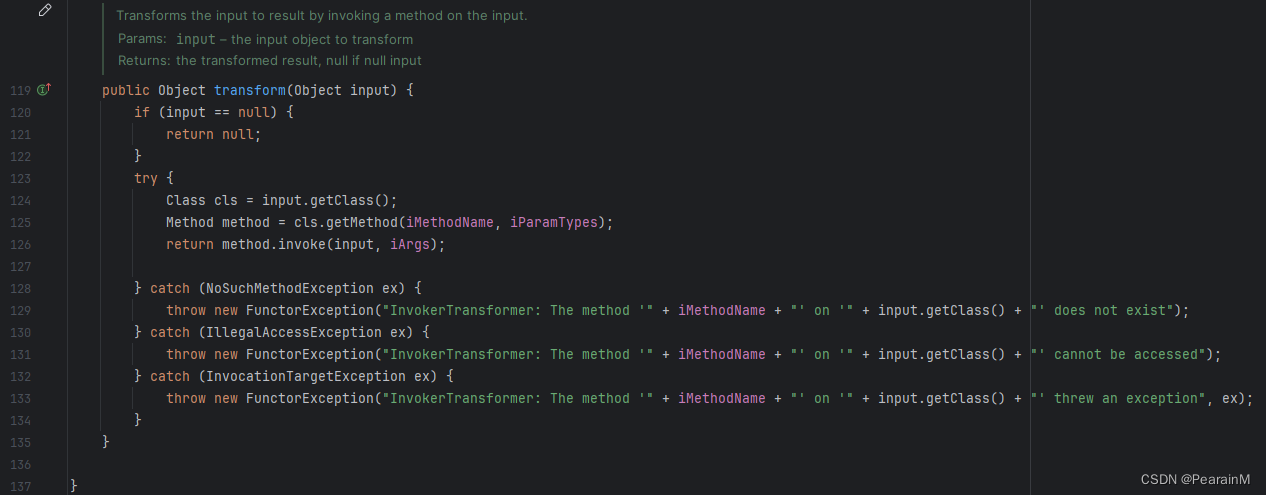 Transforms the input to result by invoking a method on the input.
Params: input – the input object to transform
Returns: the transformed result, null if null input
119 public Object transform(Object input) {
120 if (input == null) {
121 return null;
122 }
123 try {
124 Class cls = input.getClass();
125 Method method = cls.getMethod(iMethodName, iParamTypes);
126 return method.invoke(input, iArgs);
127
128 } catch (NoSuchMethodException ex) {
129 throw new FunctorException("InvokerTransformer: The method '" + iMethodName + "' on '" + input.getClass() + "' does not exist");
130 } catch (IllegalAccessException ex) {
131 throw new FunctorException("InvokerTransformer: The method '" + iMethodName + "' on '" + input.getClass() + "' cannot be accessed");
132 } catch (InvocationTargetException ex) {
133 throw new FunctorException("InvokerTransformer: The method '" + iMethodName + "' on '" + input.getClass() + "' threw an exception", ex);
134 }
135 }
136
137 }
CSDN @PearainM